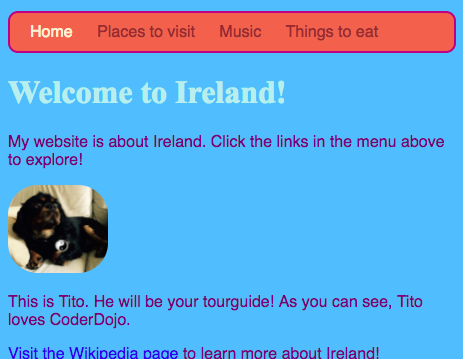 Home Places to visit Music Things to eat
Welcome to Ireland!
My website is about Ireland. Click the links in the menu above
to explore!
This is Tito. He will be your tourguide! As you can see, Tito
loves CoderDojo.
Visit the Wikipedia page to learn more about Ireland!